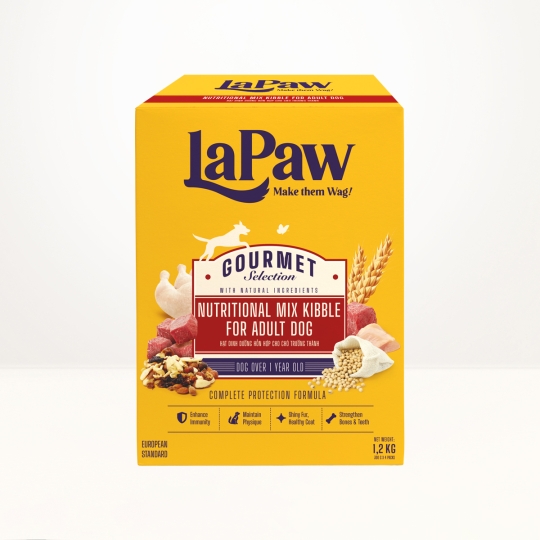 LaPaw
NUTRITIONAL MIX KIBBLE FOR ADULT DOG
LaPaw
Make them Wag!
GOURMET
Selection
WITH NATURAL INGREDIENTS
NUTRITIONAL MIX KIBBLE
FOR ADULT DOG
HẠT DINH DƯỠNG HỖN HỢP CHO CHÓ TRƯỞNG THÀNH
DOG OVER 1 YEAR OLD
COMPLETE PROTECTION FORMULA
Enhance
Immunity
Maintain
Physique
Shiny Fur,
Healthy Coat
Strengthen
Bones & Teeth
EUROPEAN
STANDARD
NET WEIGHT:
1,2 KG